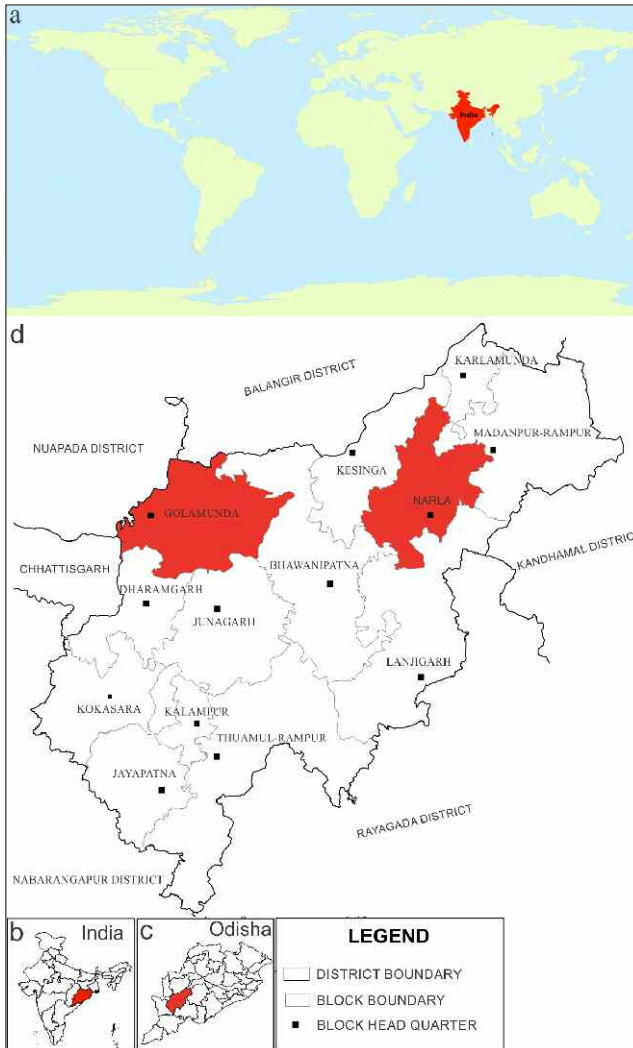 a
India
d
KARLAMUNDA
BALANGIR DISTRICT
MADANPUR-RAMPUR
NUAPADA DISTRICT
KESINGA
NARLA
GOLAMUNDA
KANDHAMAL DISTRICT
CHHATTISGARH
BHAWANIPATNA
DHARAMGARH
JUNAGARH
LANJIGARH
KOKASARA
KALAMPUR
THUAMUL-RAMPUR
JAYAPATNA
RAYAGADA DISTRICT
NABARANGAPUR DISTRICT
b India
c Odisha
LEGEND
DISTRICT BOUNDARY
BLOCK BOUNDARY
BLOCK HEAD QUARTER